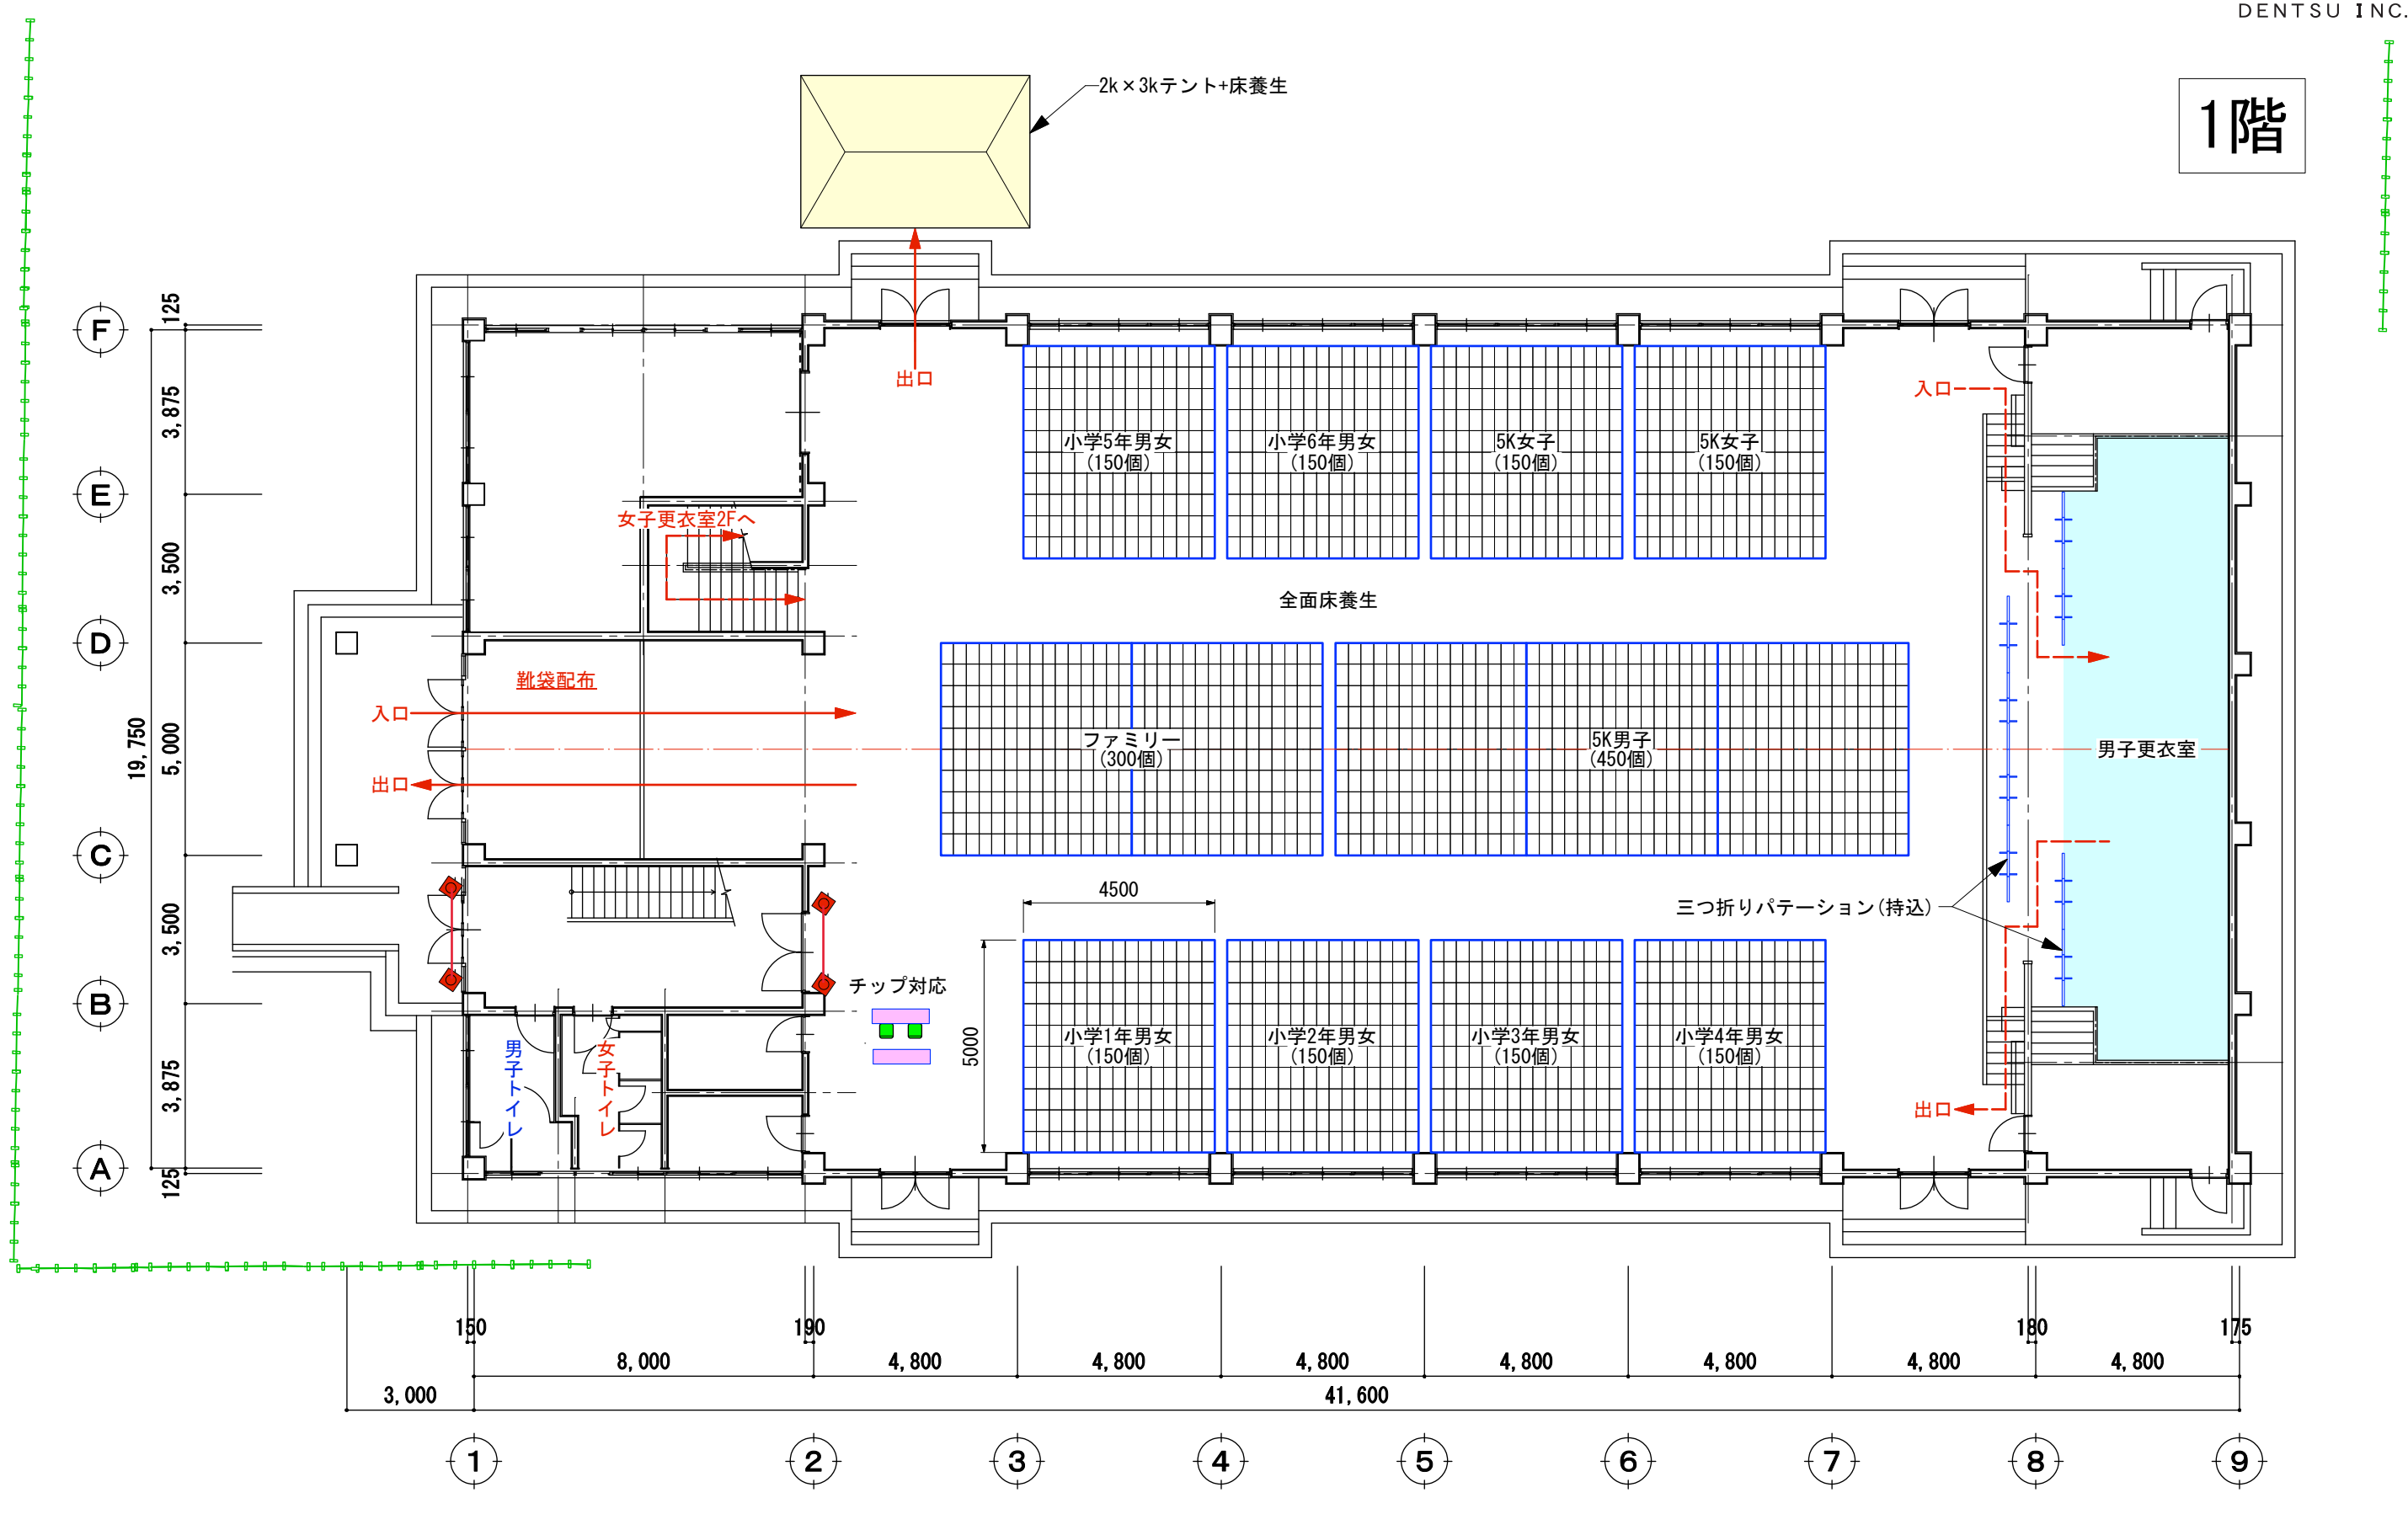 DENTSU INC.
2k×3kテント+床養生
1階
出口
入口
小学5年男女
(150個)
小学6年男女
(150個)
5K女子
(150個)
5K女子
(150個)
女子更衣室2Fへ
全面床養生
靴袋配布
入口
出口
ファミリー
(300個)
5K男子
(450個)
男子更衣室
三つ折りパテーション(持込)
4500
5000
チップ対応
男子トイレ
女子トイレ
小学1年男女
(150個)
小学2年男女
(150個)
小学3年男女
(150個)
小学4年男女
(150個)
出口
F
E
D
C
B
A
125
3,875
3,500
5,000
19,750
3,500
3,875
125
150
190
180
175
8,000
4,800
4,800
4,800
4,800
4,800
4,800
4,800
3,000
41,600
1
2
3
4
5
6
7
8
9